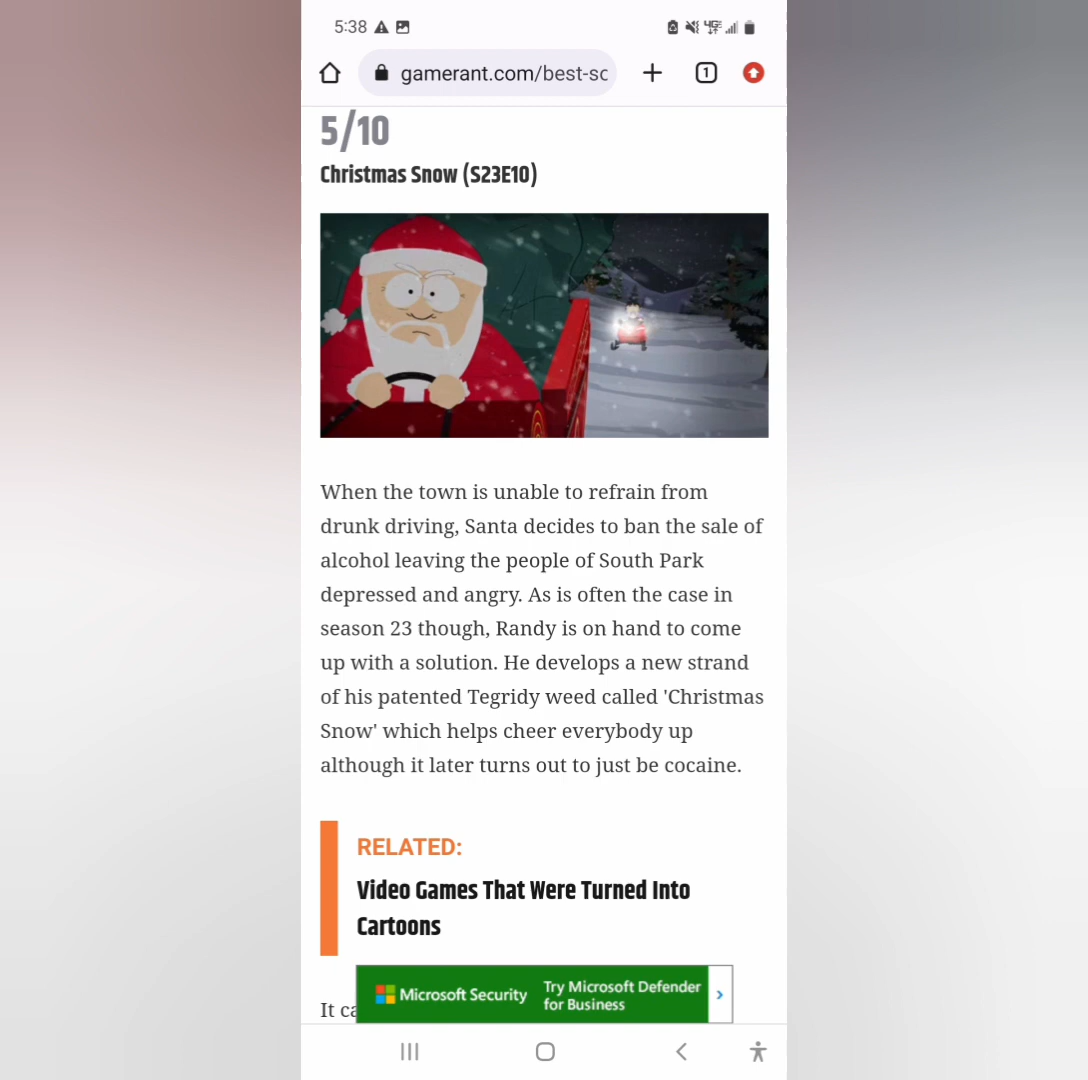 5:38
4GE
gamerant.com/best-sc
1
5/10
Christmas Snow (S23E10)
When the town is unable to refrain from
drunk driving, Santa decides to ban the sale of
alcohol leaving the people of South Park
depressed and angry. As is often the case in
season 23 though, Randy is on hand to come
up with a solution. He develops a new strand
of his patented Tegridy weed called 'Christmas
Snow' which helps cheer everybody up
although it later turns out to just be cocaine.
RELATED:
Video Games That Were Turned Into
Cartoons
Microsoft Security
Try Microsoft Defender
for Business
It ca